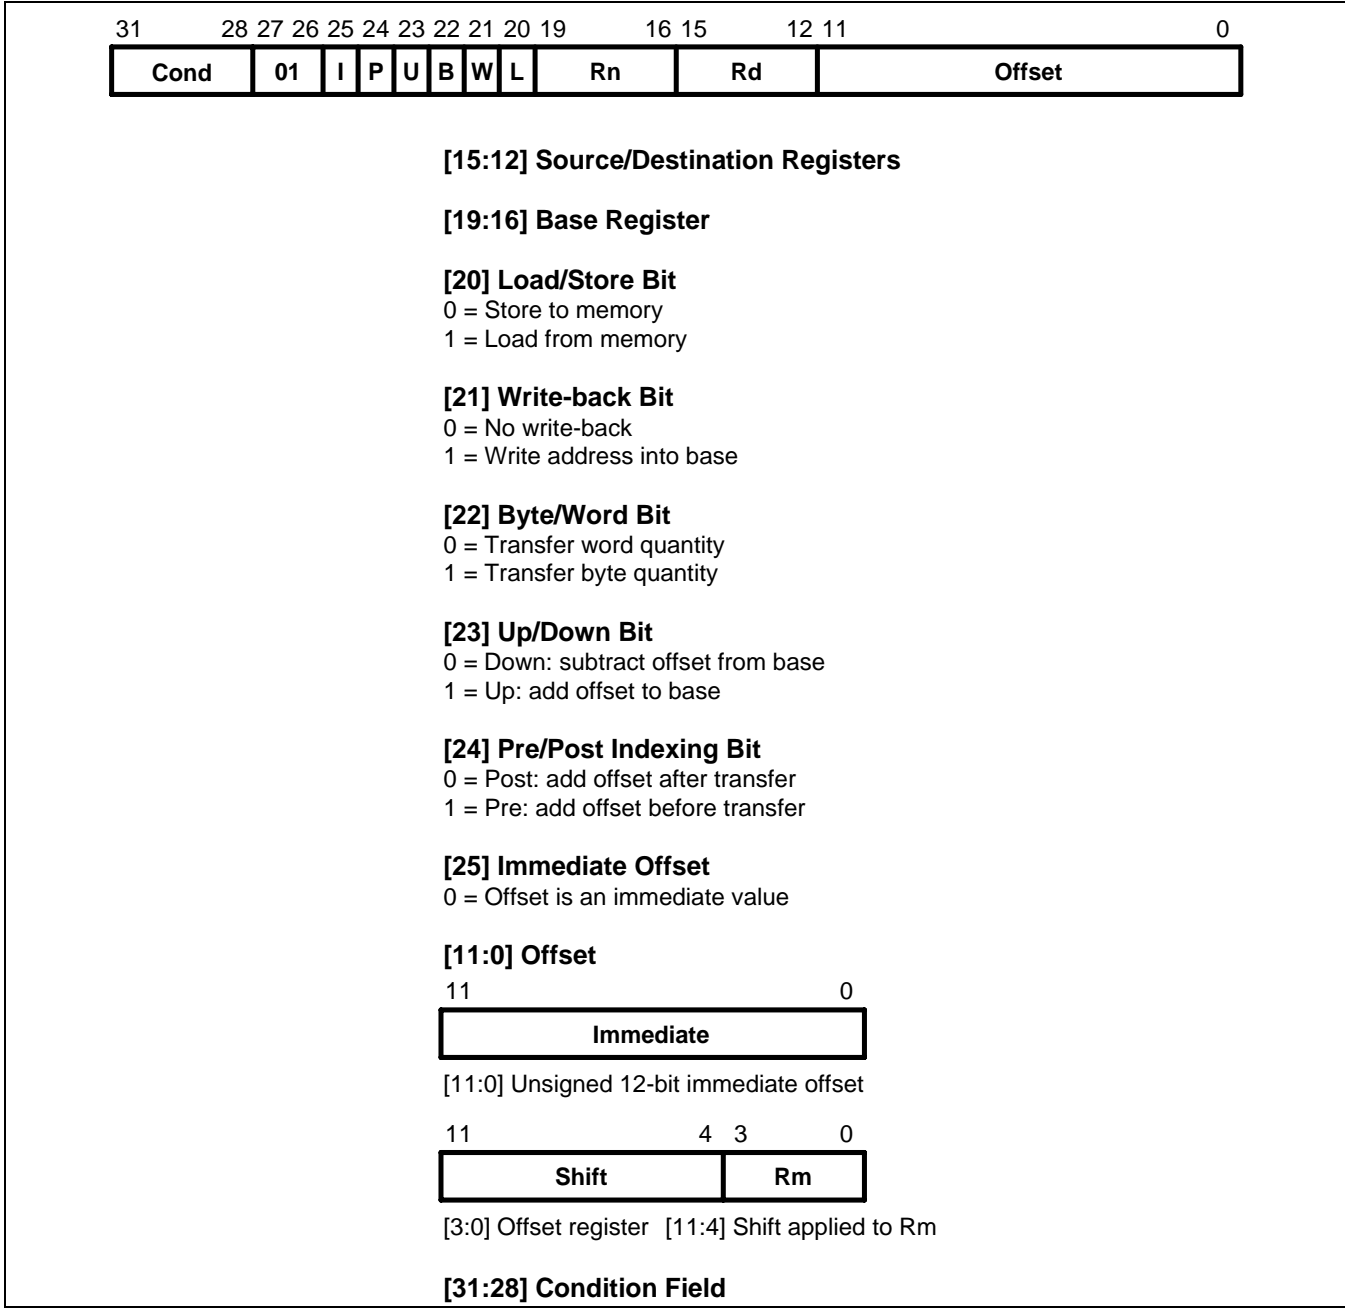 31 28 27 26 25 24 23 22 21 20 19 16 15 12 11 0
Cond 01 I P U B W L Rn Rd Offset
[15:12] Source/Destination Registers
[19:16] Base Register
[20] Load/Store Bit
0 = Store to memory
1 = Load from memory
[21] Write-back Bit
0 = No write-back
1 = Write address into base
[22] Byte/Word Bit
0 = Transfer word quantity
1 = Transfer byte quantity
[23] Up/Down Bit
0 = Down: subtract offset from base
1 = Up: add offset to base
[24] Pre/Post Indexing Bit
0 = Post: add offset after transfer
1 = Pre: add offset before transfer
[25] Immediate Offset
0 = Offset is an immediate value
[11:0] Offset
11 0
Immediate
[11:0] Unsigned 12-bit immediate offset
11 4 3 0
Shift Rm
[3:0] Offset register [11:4] Shift applied to Rm
[31:28] Condition Field